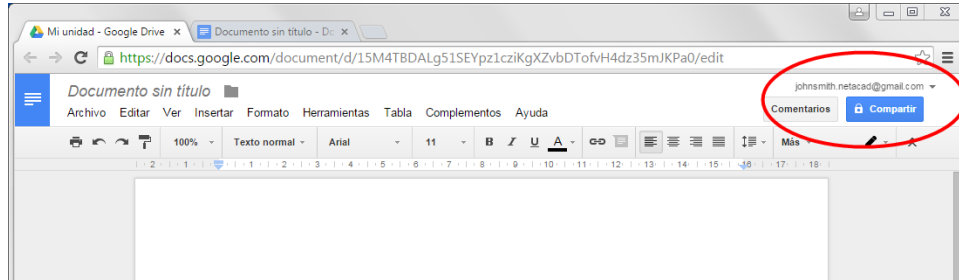 Mi unidad - Google Drive
Documento sin título - Do
https://docs.google.com/document/d/15M4TBDALg51SEYpz1cziKgXZvbDTofvH4dz35mJKPa0/edit
johnsmith.netacad@gmail.com
Documento sin título
Comentarios Compartir
Archivo Editar Ver Insertar Formato Herramientas Tabla Complementos Ayuda
100% Texto normal Arial 11 B I U A Más
2 1 1 2 3 4 5 6 7 8 9 10 11 12 13 14 15 16 17 18